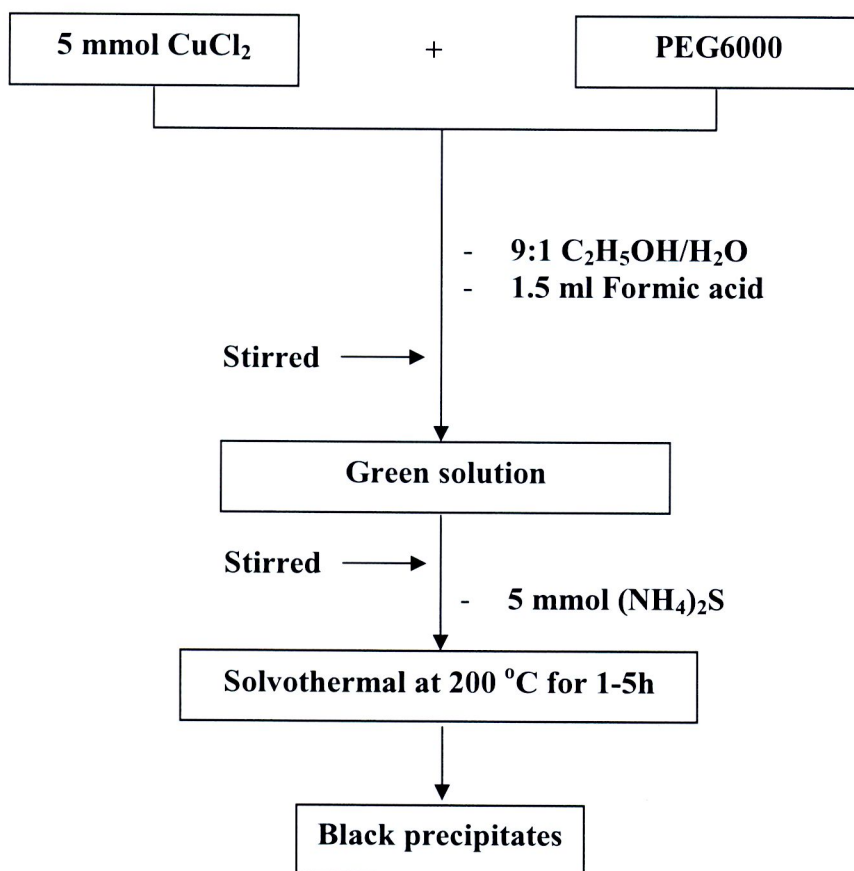 5 mmol CuCl₂ + PEG6000
- 9:1 C₂H₅OH/H₂O
- 1.5 ml Formic acid
Stirred
Green solution
Stirred
- 5 mmol (NH₄)₂S
Solvothermal at 200 °C for 1-5h
Black precipitates